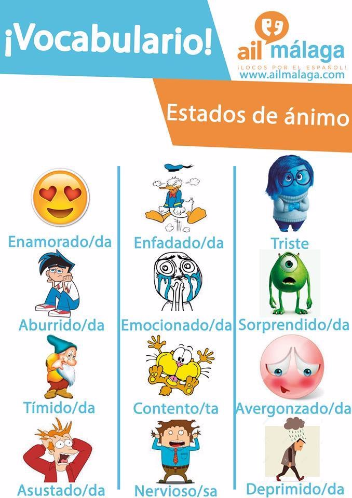 ¡Vocabulario!
ail málaga
¡LOCOS POR EL ESPAÑOL!
www.ailmalaga.com
Estados de ánimo
Enamorado/da
Enfadado/da
Triste
Aburrido/da
Emocionado/da
Sorprendido/da
Tímido/da
Contento/ta
Avergonzado/da
Asustado/da
Nervioso/sa
Deprimido/da